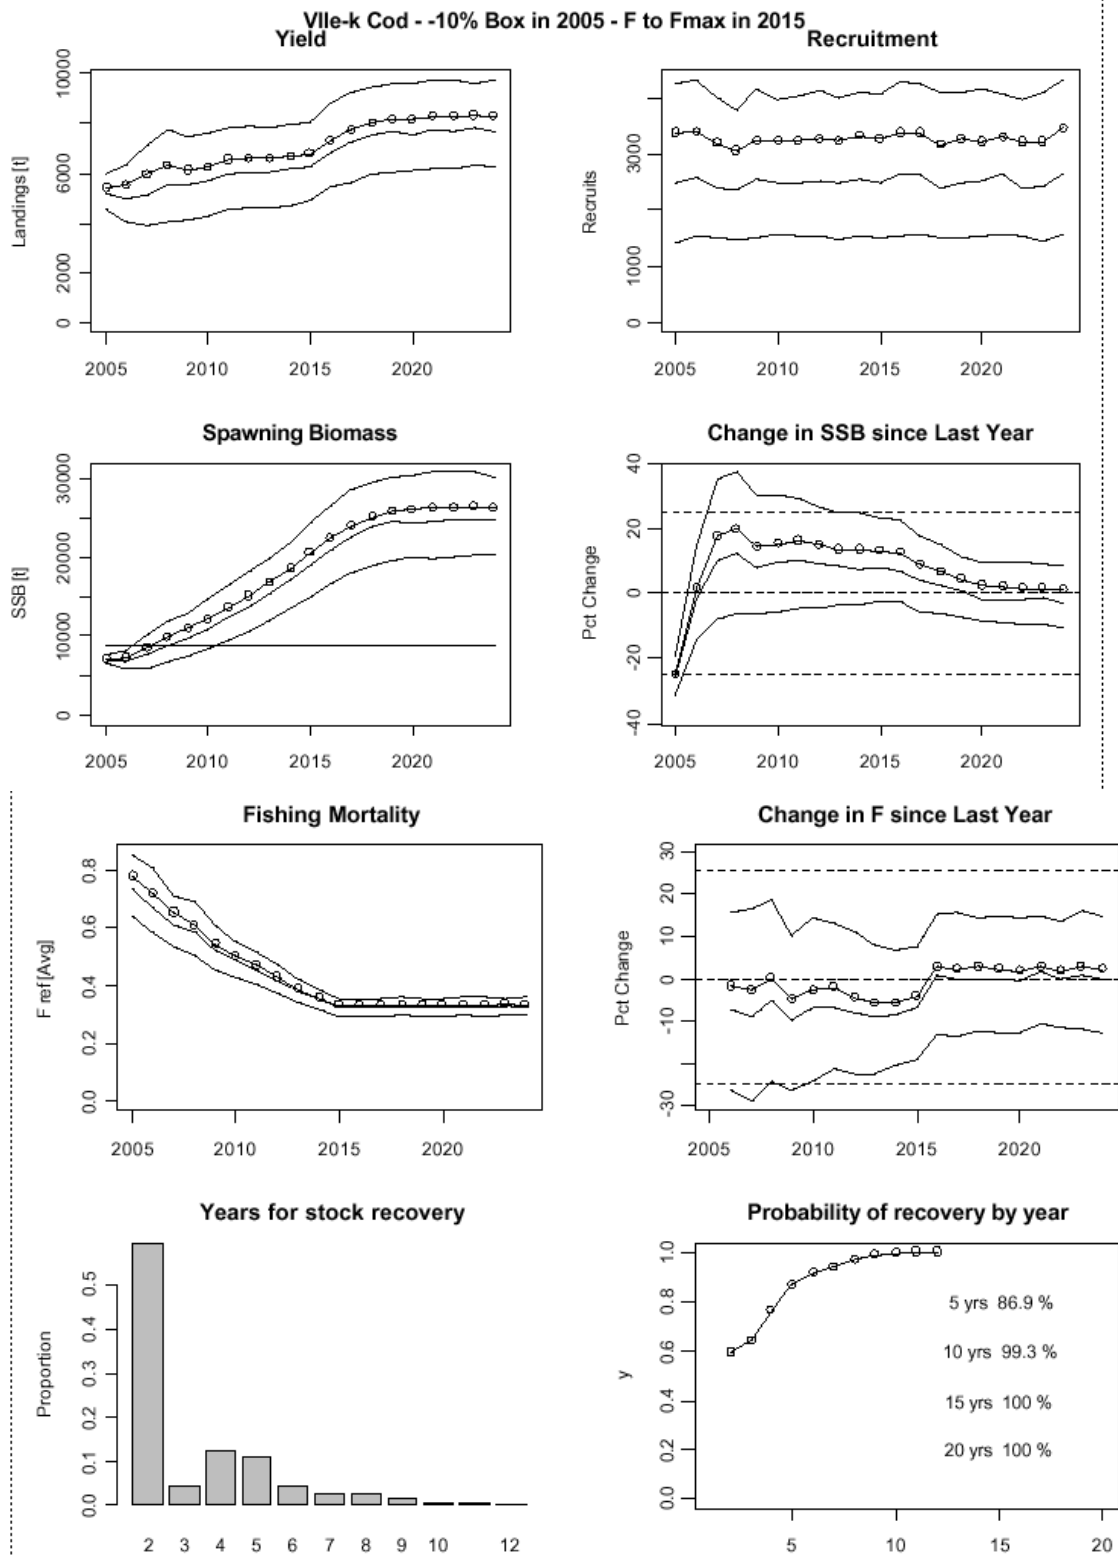 VIIe-k Cod - -10% Box in 2005 - F to Fmax in 2015
Yield
Recruitment
Landings [t]
10000
6000
2000
0
2005 2010 2015 2020
Recruits
3000
1000
0
2005 2010 2015 2020
Spawning Biomass
Change in SSB since Last Year
SSB [t]
30000
20000
10000
0
2005 2010 2015 2020
Pct Change
40
20
0
-20
-40
2005 2010 2015 2020
Fishing Mortality
Change in F since Last Year
F ref [Avg]
0.8
0.6
0.4
0.2
0.0
2005 2010 2015 2020
Pct Change
30
20
10
0
-10
-30
2005 2010 2015 2020
Years for stock recovery
Probability of recovery by year
Proportion
0.5
0.4
0.3
0.2
0.1
0.0
2 3 4 5 6 7 8 9 10 12
y
1.0
0.8
0.6
0.4
0.2
0.0
5 yrs 86.9 %
10 yrs 99.3 %
15 yrs 100 %
20 yrs 100 %
5 10 15 20